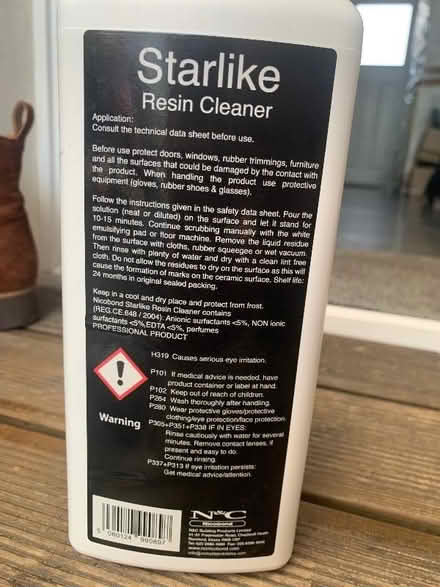 Starlike
Resin Cleaner
Application:
Consult the technical data sheet before use.
Before use protect doors, windows, rubber trimmings, furniture
and all the surfaces that could be damaged by the contact with
the product. When handling the product use protective
equipment (gloves, rubber shoes & glasses).
Follow the instructions given in the safety data sheet. Pour the
solution (neat or diluted) on the surface and let it stand for
10-15 minutes. Continue scrubbing manually with the white
emulsifying pad or floor machine. Remove the liquid residue
from the surface with cloths, rubber squeegee or wet vacuum.
Then rinse with plenty of water and dry with a clean lint free
cloth. Do not allow the residues to dry on the surface as this will
cause the formation of marks on the ceramic surface. Shelf life:
24 months in original sealed packing.
Keep in a cool and dry place and protect from frost.
Nicobond Starlike Resin Cleaner contains
(REG.CE.648 / 2004): Anionic surfactants <5%, NON ionic
surfactants <5%,EDTA <5%, perfumes
PROFESSIONAL PRODUCT
H319 Causes serious eye irritation.
P101 If medical advice is needed, have
product container or label at hand.
P102 Keep out of reach of children.
P264 Wash thoroughly after handling.
P280 Wear protective gloves/protective
clothing/eye protection/face protection.
P305+P351+P338 IF IN EYES:
Rinse cautiously with water for several
minutes. Remove contact lenses, if
present and easy to do.
Continue rinsing.
P337+P313 If eye irritation persists:
Get medical advice/attention.
Warning
N&C
Nicobond
N&C Building Products Limited
www.nicobond.com